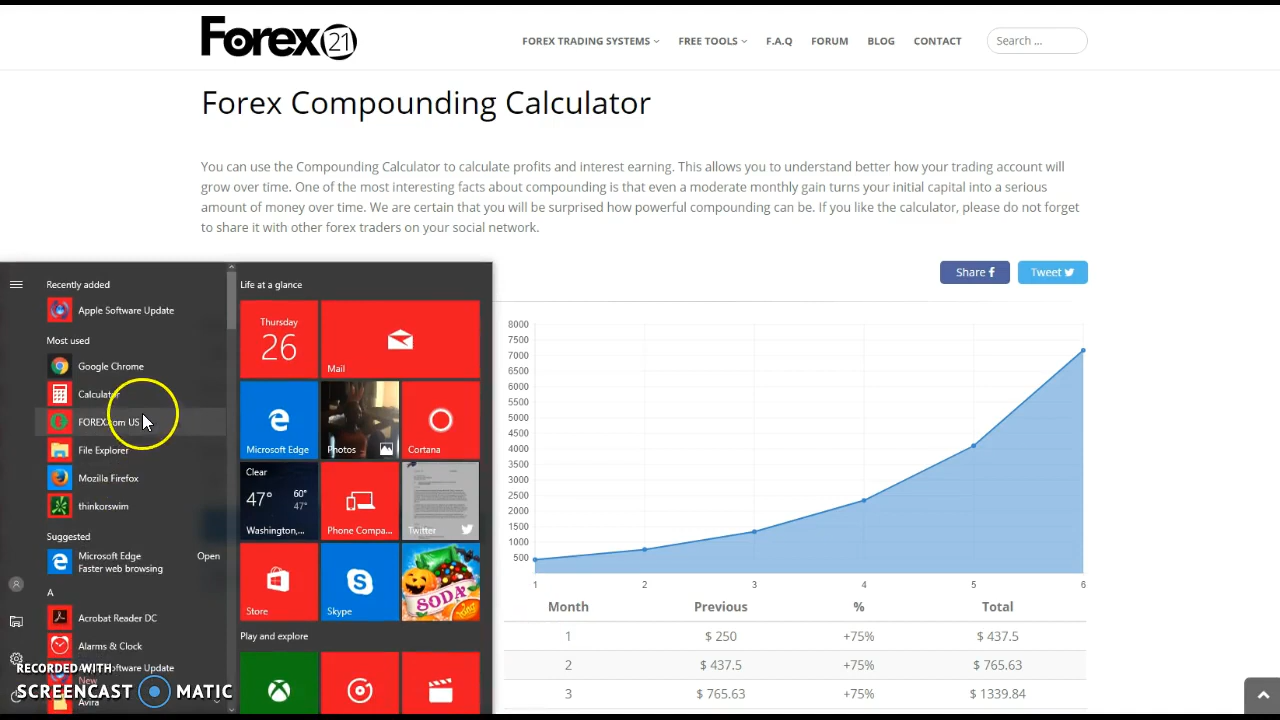 Forex 21
FOREX TRADING SYSTEMS
FREE TOOLS
F.A.Q
FORUM
BLOG
CONTACT
Search ...
Forex Compounding Calculator
You can use the Compounding Calculator to calculate profits and interest earning. This allows you to understand better how your trading account will
grow over time. One of the most interesting facts about compounding is that even a moderate monthly gain turns your initial capital into a serious
amount of money over time. We are certain that you will be surprised how powerful compounding can be. If you like the calculator, please do not forget
to share it with other forex traders on your social network.
Share f
Tweet
Recently added
Apple Software Update
Most used
Google Chrome
Calculator
FOREX.com US
File Explorer
Mozilla Firefox
thinkorswim
Suggested
Microsoft Edge
Faster web browsing
Open
A
Acrobat Reader DC
Alarms & Clock
Software Update
New
Avira
RECORDED WITH
SCREENCAST MATIC
Life at a glance
Thursday
26
Mail
Microsoft Edge
Photos
Cortana
Clear
47° 60°
47°
Washington,...
Phone Compa...
Twitter
Store
Skype
SODA
Play and explore
8000
7500
7000
6500
6000
5500
5000
4500
4000
3500
3000
2500
2000
1500
1000
500
1 2 3 4 5 6
Month Previous % Total
1 $ 250 +75% $ 437.5
2 $ 437.5 +75% $ 765.63
3 $ 765.63 +75% $ 1339.84